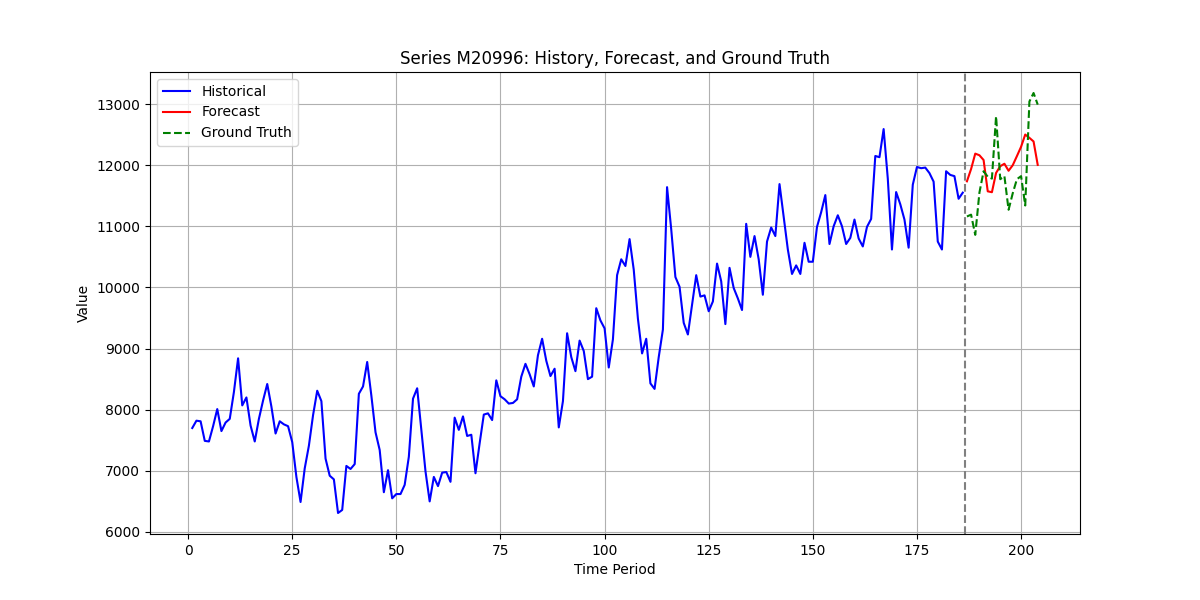 Series M20996: History, Forecast, and Ground Truth
Historical
Forecast
Ground Truth
13000
12000
11000
10000
9000
8000
7000
6000
Value
0 25 50 75 100 125 150 175 200
Time Period